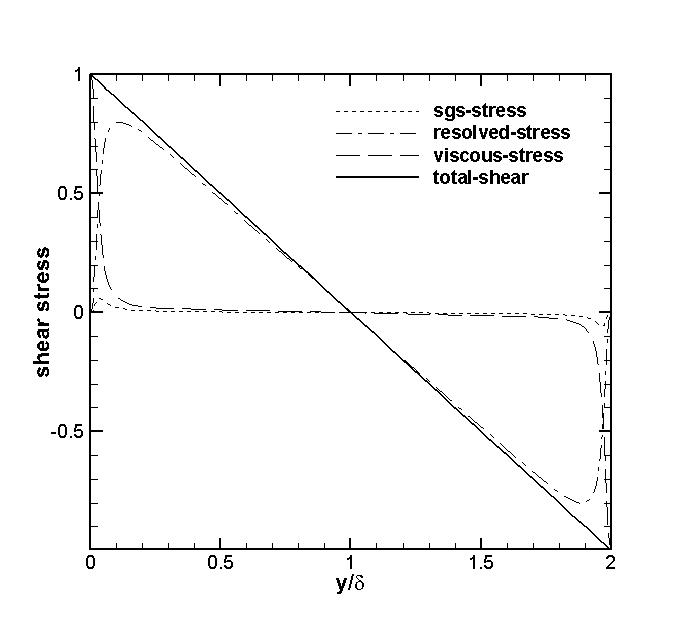 1
sgs-stress
resolved-stress
viscous-stress
total-shear
0.5
0
-0.5
shear stress
0 0.5 1 1.5 2
y/δ